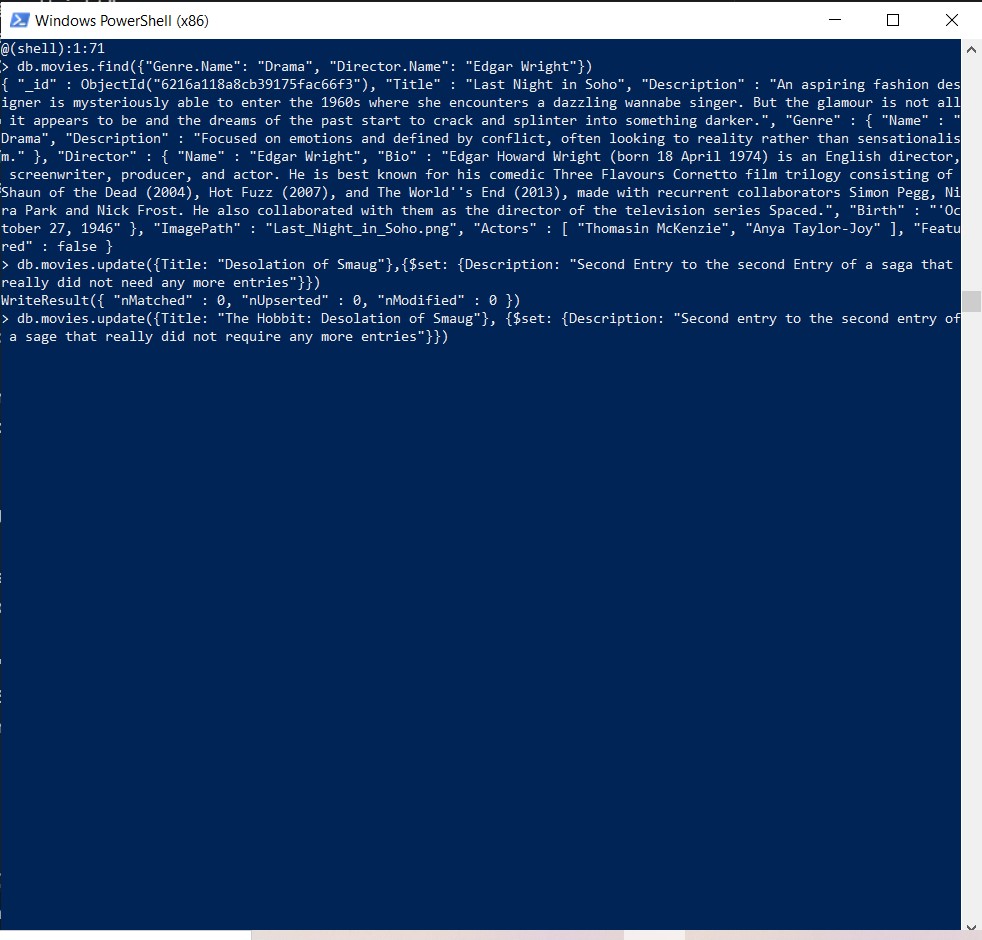 Windows PowerShell (x86)
@(shell):1:71
> db.movies.find({"Genre.Name": "Drama", "Director.Name": "Edgar Wright"})
{ "_id" : ObjectId("6216a118a8cb39175fac66f3"), "Title" : "Last Night in Soho", "Description" : "An aspiring fashion des
igner is mysteriously able to enter the 1960s where she encounters a dazzling wannabe singer. But the glamour is not all
 it appears to be and the dreams of the past start to crack and splinter into something darker.", "Genre" : { "Name" : "
Drama", "Description" : "Focused on emotions and defined by conflict, often looking to reality rather than sensationalis
m." }, "Director" : { "Name" : "Edgar Wright", "Bio" : "Edgar Howard Wright (born 18 April 1974) is an English director,
 screenwriter, producer, and actor. He is best known for his comedic Three Flavours Cornetto film trilogy consisting of
Shaun of the Dead (2004), Hot Fuzz (2007), and The World''s End (2013), made with recurrent collaborators Simon Pegg, Ni
ra Park and Nick Frost. He also collaborated with them as the director of the television series Spaced.", "Birth" : "'Oc
tober 27, 1946" }, "ImagePath" : "Last_Night_in_Soho.png", "Actors" : [ "Thomasin McKenzie", "Anya Taylor-Joy" ], "Featu
red" : false }
> db.movies.update({Title: "Desolation of Smaug"},{$set: {Description: "Second Entry to the second Entry of a saga that
really did not need any more entries"}})
WriteResult({ "nMatched" : 0, "nUpserted" : 0, "nModified" : 0 })
> db.movies.update({Title: "The Hobbit: Desolation of Smaug"}, {$set: {Description: "Second entry to the second entry of
 a sage that really did not require any more entries"}})